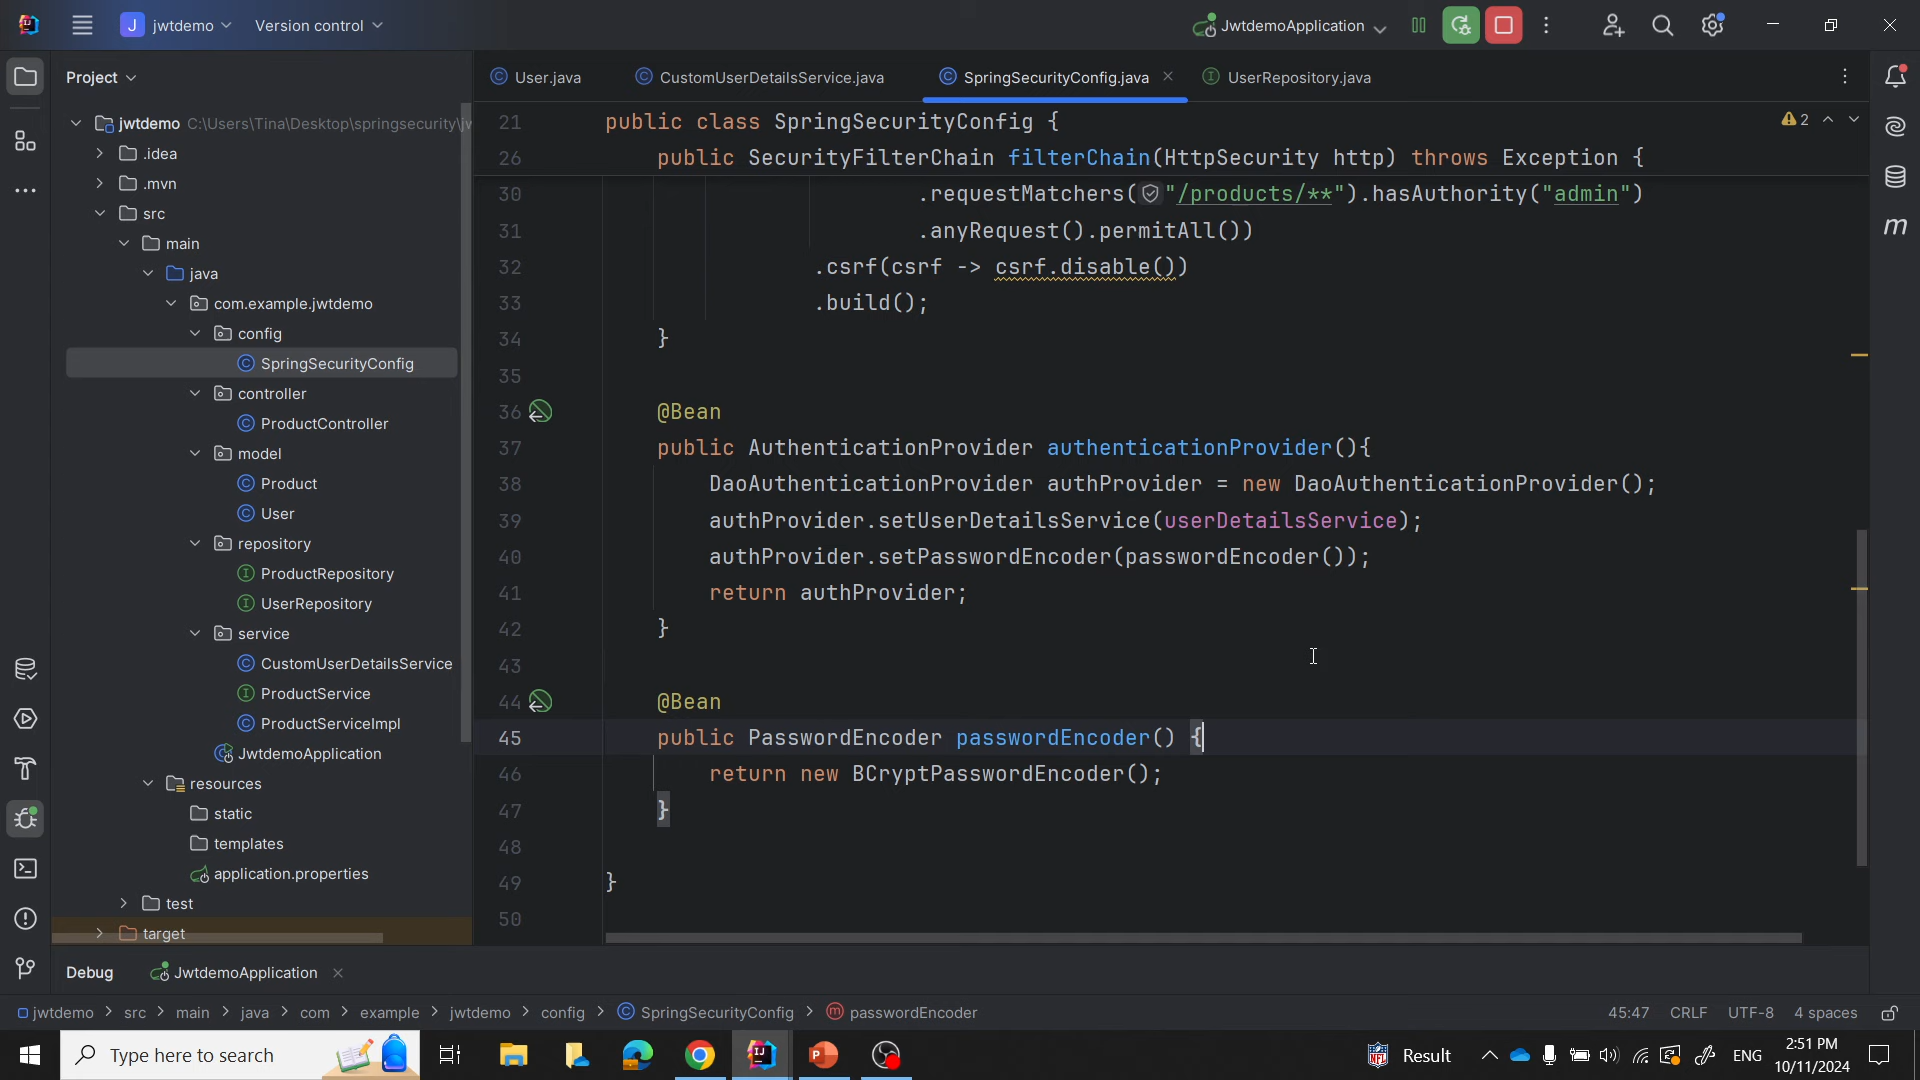 J jwtdemo Version control JwtdemoApplication
Project
User.java CustomUserDetailsService.java SpringSecurityConfig.java UserRepository.java
jwtdemo C:\Users\Tina\Desktop\springsecurity\
.idea
.mvn
src
main
java
com.example.jwtdemo
config
SpringSecurityConfig
controller
ProductController
model
Product
User
repository
ProductRepository
UserRepository
service
CustomUserDetailsService
ProductService
ProductServiceImpl
JwtdemoApplication
resources
static
templates
application.properties
test
target
21 public class SpringSecurityConfig { 2
26 public SecurityFilterChain filterChain(HttpSecurity http) throws Exception {
30 .requestMatchers("/products/**").hasAuthority("admin")
31 .anyRequest().permitAll())
32 .csrf(csrf -> csrf.disable())
33 .build();
34 }
35
36 @Bean
37 public AuthenticationProvider authenticationProvider(){
38 DaoAuthenticationProvider authProvider = new DaoAuthenticationProvider();
39 authProvider.setUserDetailsService(userDetailsService);
40 authProvider.setPasswordEncoder(passwordEncoder());
41 return authProvider;
42 }
43
44 @Bean
45 public PasswordEncoder passwordEncoder() {
46 return new BCryptPasswordEncoder();
47 }
48
49 }
50
m
Debug JwtdemoApplication
jwtdemo > src > main > java > com > example > jwtdemo > config > SpringSecurityConfig > passwordEncoder 45:47 CRLF UTF-8 4 spaces
Type here to search Result ENG 2:51 PM
10/11/2024